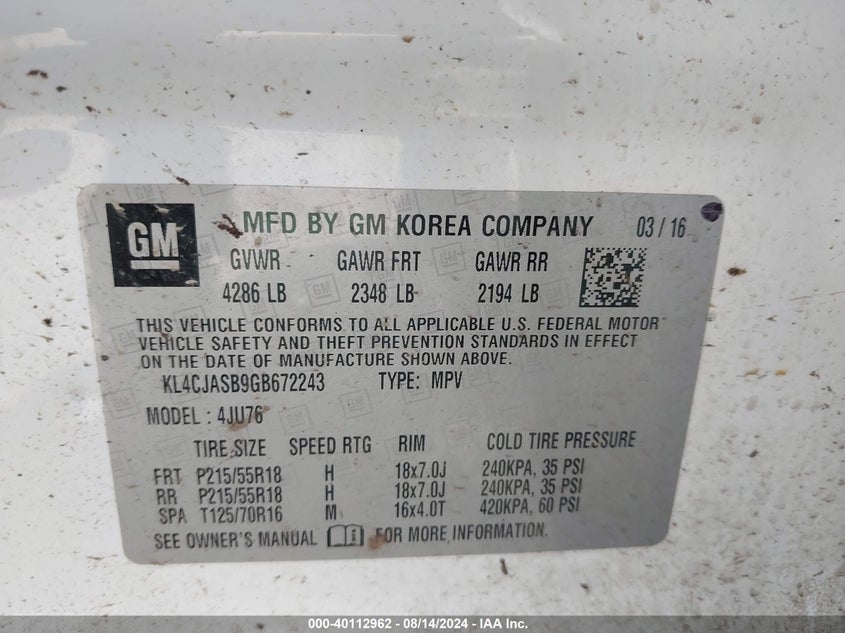 GM MFD BY GM KOREA COMPANY 03 / 16
GVWR GAWR FRT GAWR RR
4286 LB 2348 LB 2194 LB
THIS VEHICLE CONFORMS TO ALL APPLICABLE U.S. FEDERAL MOTOR
VEHICLE SAFETY AND THEFT PREVENTION STANDARDS IN EFFECT
ON THE DATE OF MANUFACTURE SHOWN ABOVE.
KL4CJASB9GB672243 TYPE: MPV
MODEL: 4JU76
TIRE SIZE SPEED RTG RIM COLD TIRE PRESSURE
FRT P215/55R18 H 18x7.0J 240KPA, 35 PSI
RR P215/55R18 H 18x7.0J 240KPA, 35 PSI
SPA T125/70R16 M 16x4.0T 420KPA, 60 PSI
SEE OWNER'S MANUAL FOR MORE INFORMATION.
000-40112962 - 08/14/2024 - IAA Inc.